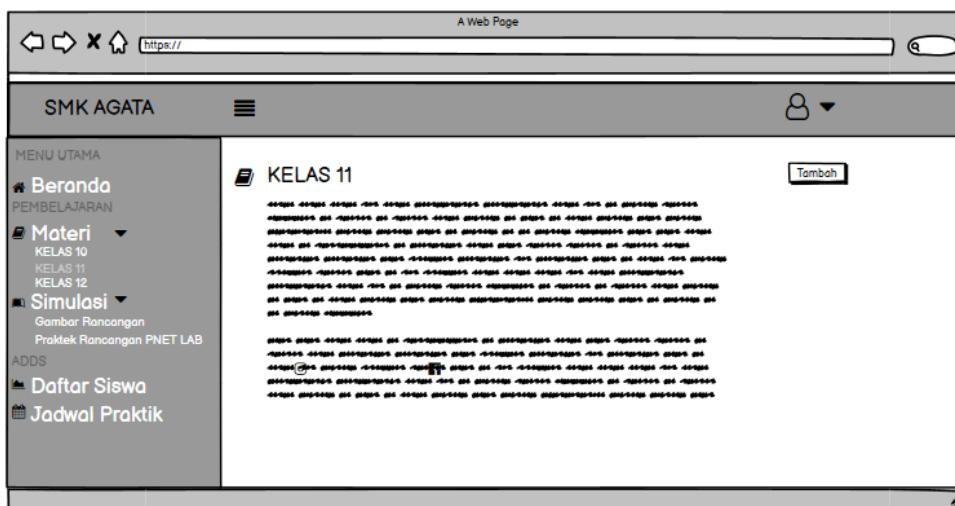 A Web Page
https://
SMK AGATA
MENU UTAMA
Beranda
PEMBELAJARAN
Materi
KELAS 10
KELAS 11
KELAS 12
Simulasi
Gambar Rancangan
Praktek Rancangan PNET LAB
ADDS
Daftar Siswa
Jadwal Praktik
KELAS 11
Tambah